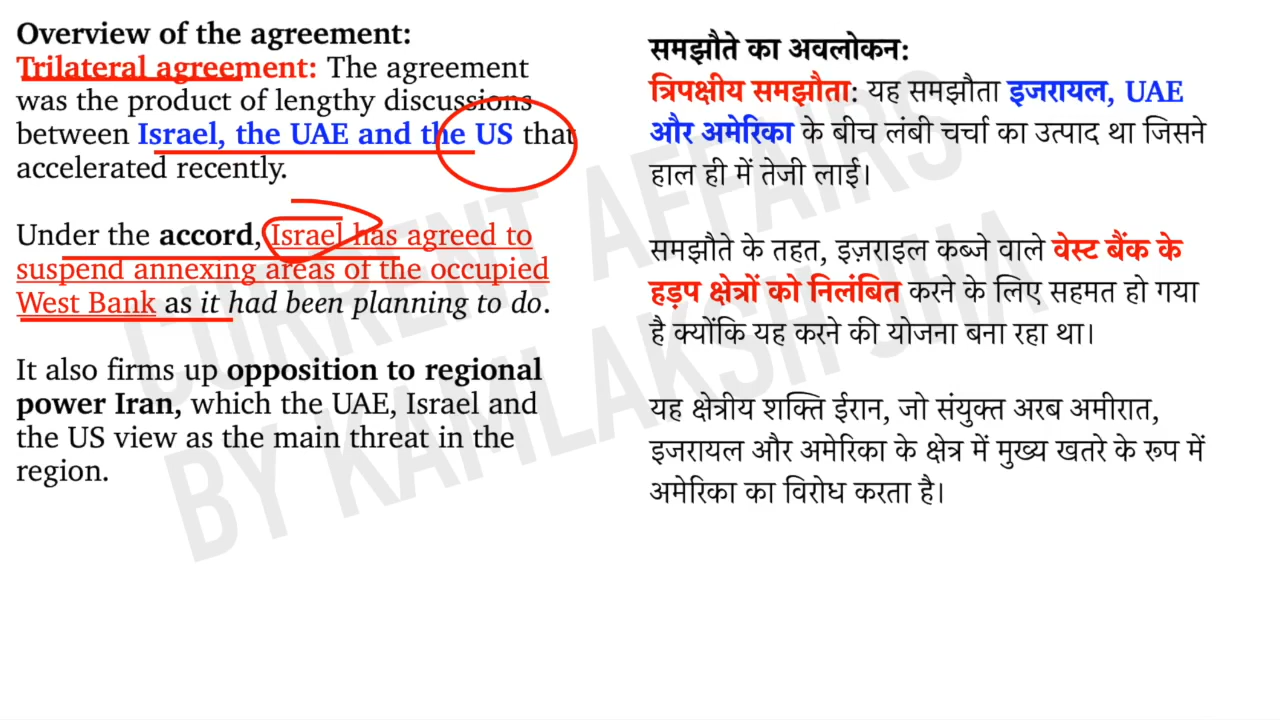 Overview of the agreement:
Trilateral agreement: The agreement
was the product of lengthy discussions
between Israel, the UAE and the US that
accelerated recently.
Under the accord, Israel has agreed to
suspend annexing areas of the occupied
West Bank as it had been planning to do.
It also firms up opposition to regional
power Iran, which the UAE, Israel and
the US view as the main threat in the
region.
समझौते का अवलोकन:
त्रिपक्षीय समझौता: यह समझौता इजरायल, UAE
और अमेरिका के बीच लंबी चर्चा का उत्पाद था जिसने
हाल ही में तेजी लाई।
समझौते के तहत, इज़राइल कब्जे वाले वेस्ट बैंक के
हड़प क्षेत्रों को निलंबित करने के लिए सहमत हो गया
है क्योंकि यह करने की योजना बना रहा था।
यह क्षेत्रीय शक्ति ईरान, जो संयुक्त अरब अमीरात,
इजरायल और अमेरिका के क्षेत्र में मुख्य खतरे के रूप में
अमेरिका का विरोध करता है।
CURRENT AFFAIRS
BY KAMLAKSH JHA